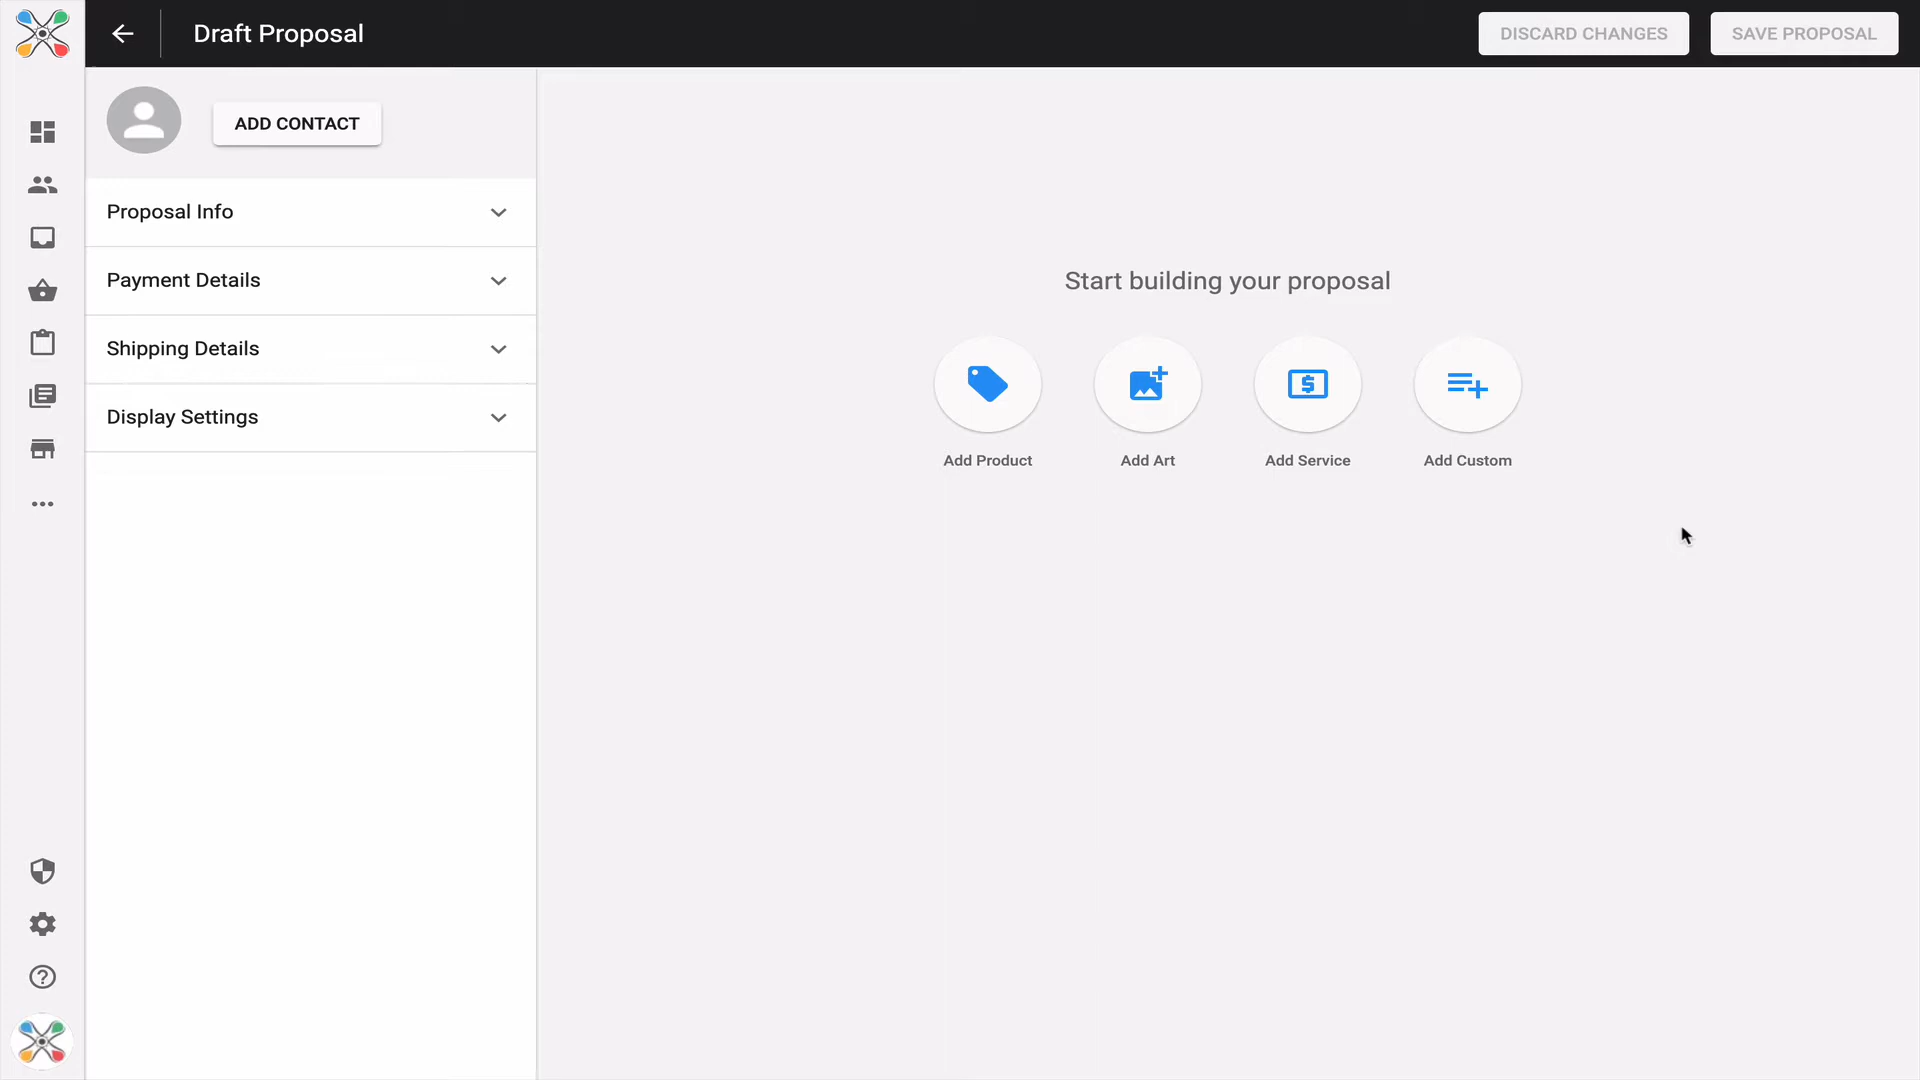 Draft Proposal
DISCARD CHANGES
SAVE PROPOSAL
ADD CONTACT
Proposal Info
Payment Details
Shipping Details
Display Settings
Start building your proposal
Add Product
Add Art
Add Service
Add Custom